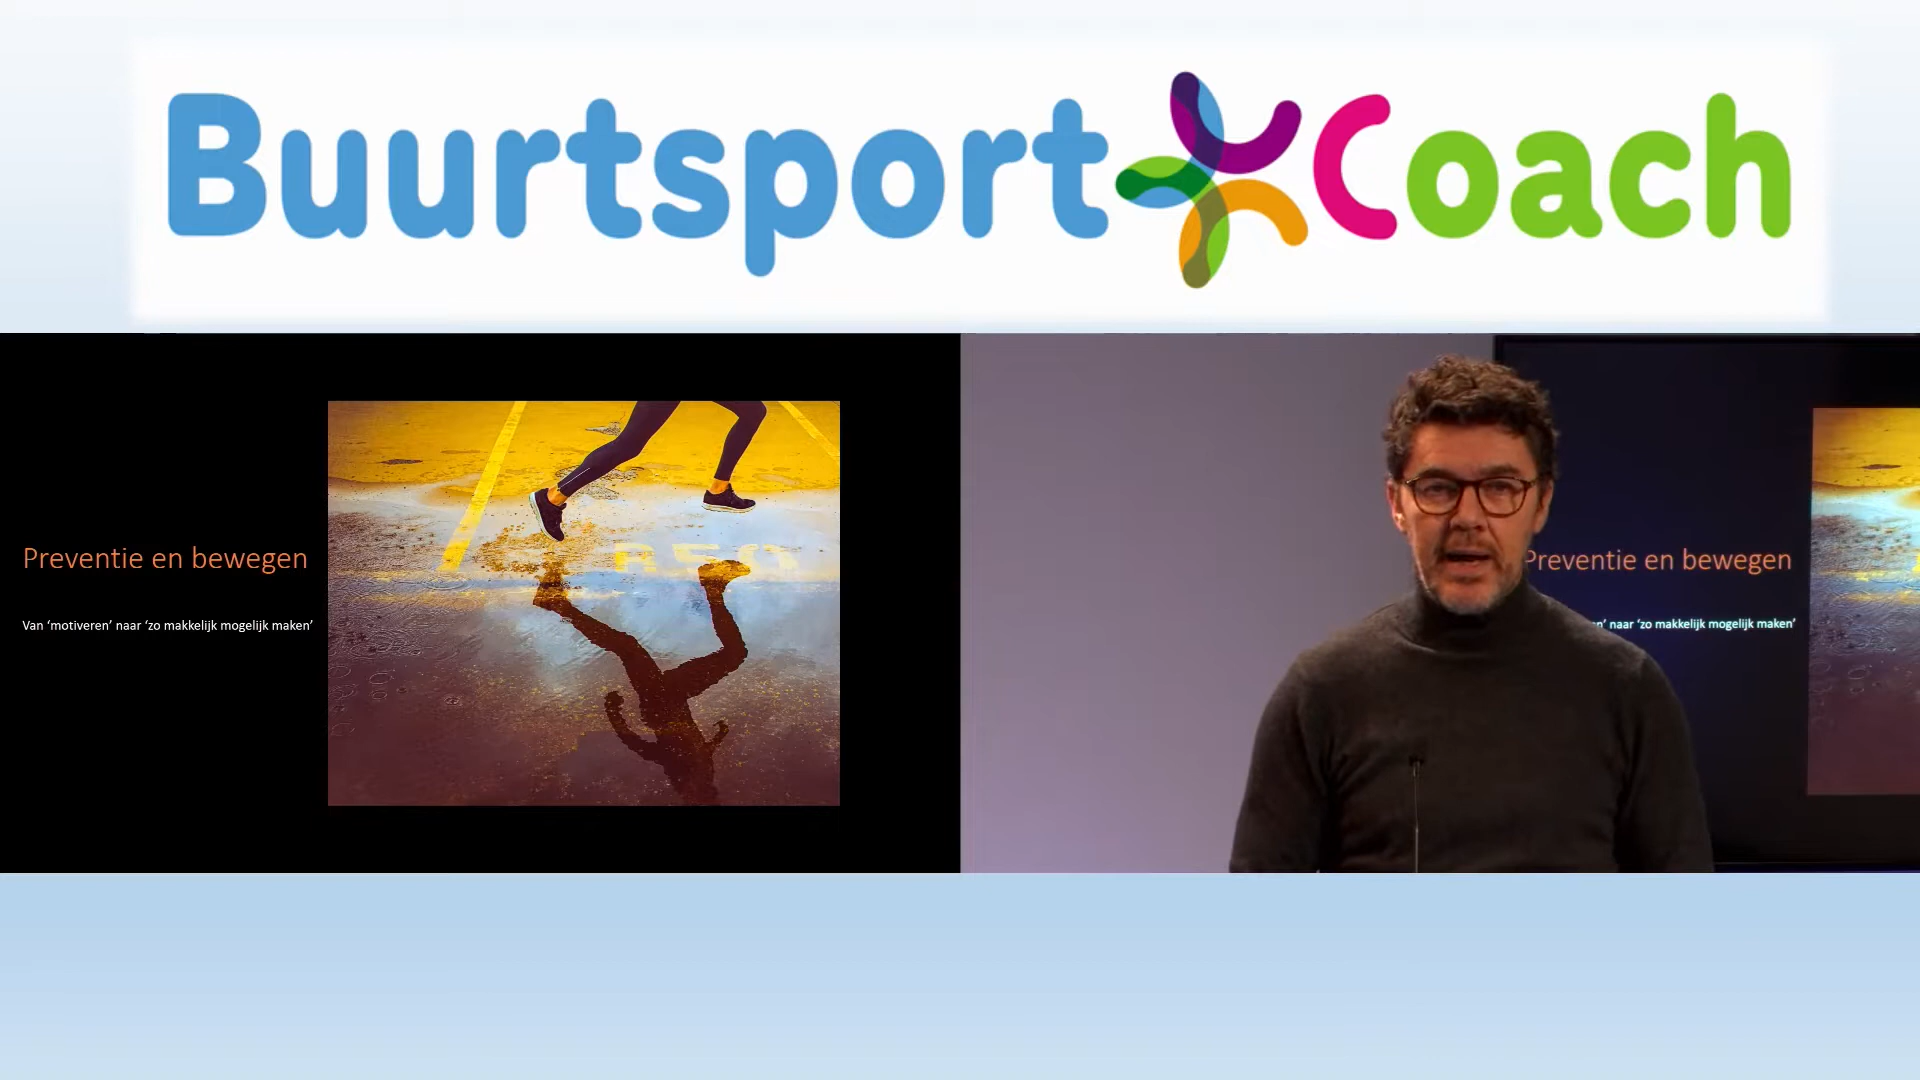 Buurtsport Coach
Preventie en bewegen
Van ‘motiveren’ naar ‘zo makkelijk mogelijk maken’
Preventie en bewegen
en’ naar ‘zo makkelijk mogelijk maken’